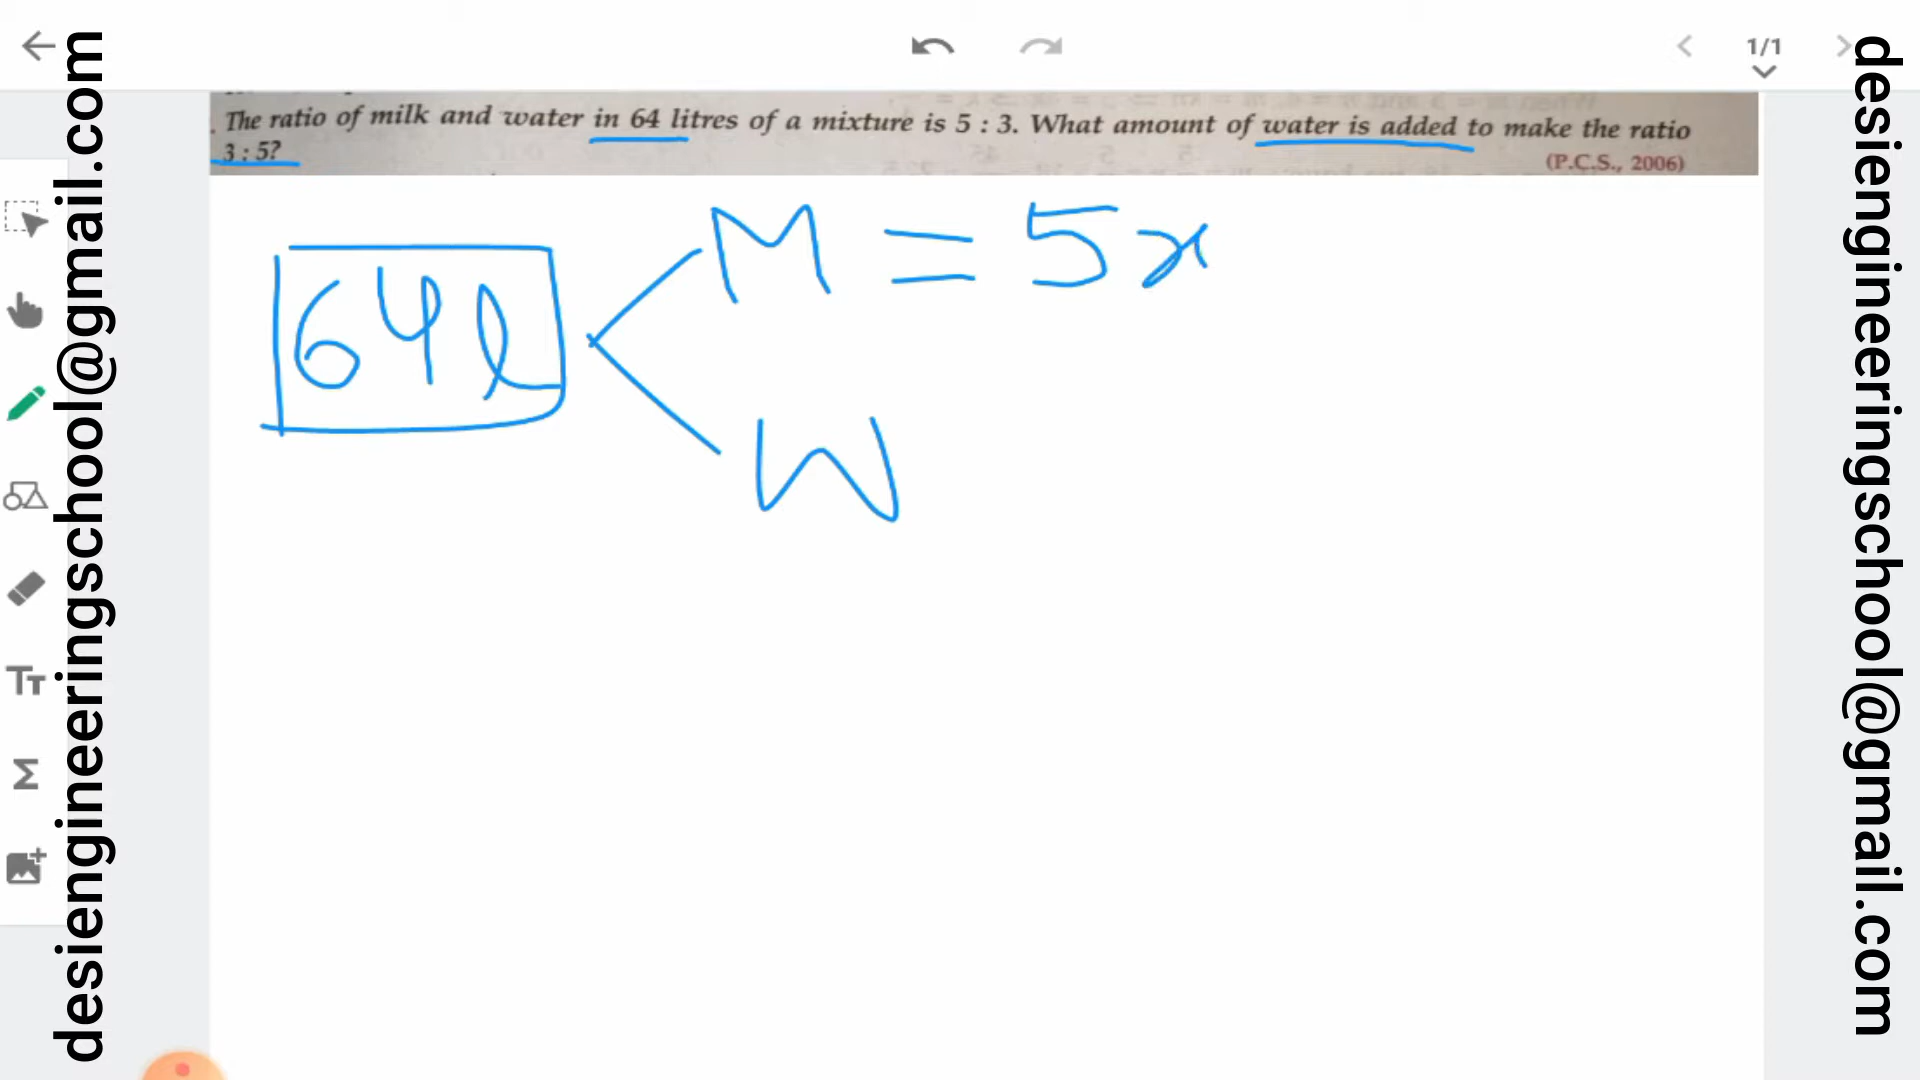 1/1
The ratio of milk and water in 64 litres of a mixture is 5 : 3. What amount of water is added to make the ratio
3 : 5?
(P.C.S., 2006)
M = 5x
64l
W
Tт
Σ
desiengineeringschool@gmail.com
desiengineeringschool@gmail.com